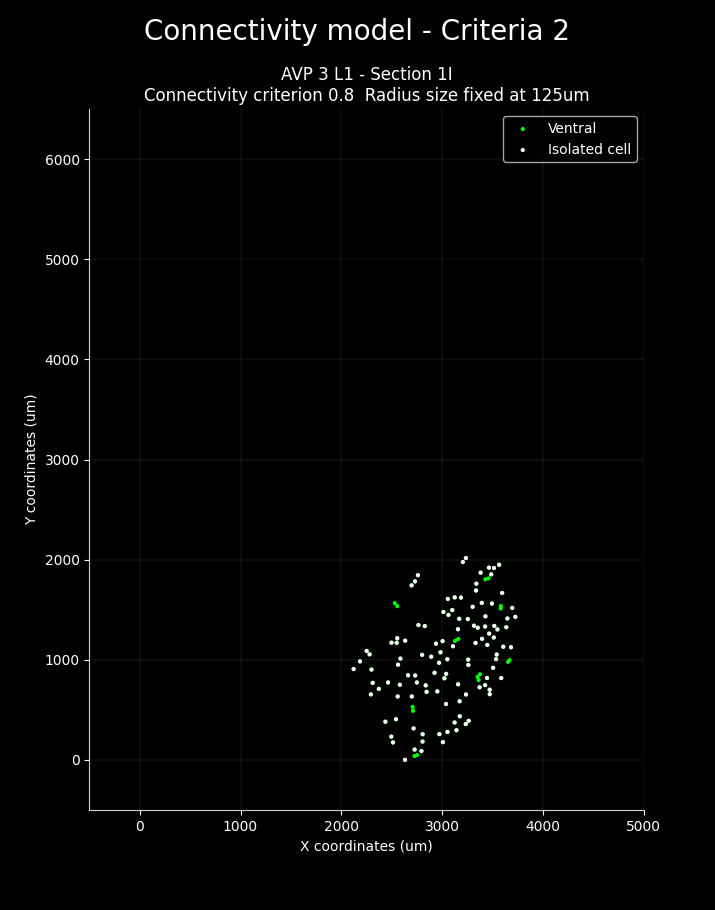 Connectivity model - Criteria 2
AVP 3 L1 - Section 1I
Connectivity criterion 0.8  Radius size fixed at 125um
Ventral
Isolated cell
6000
5000
4000
3000
2000
1000
0
Y coordinates (um)
0 1000 2000 3000 4000 5000
X coordinates (um)